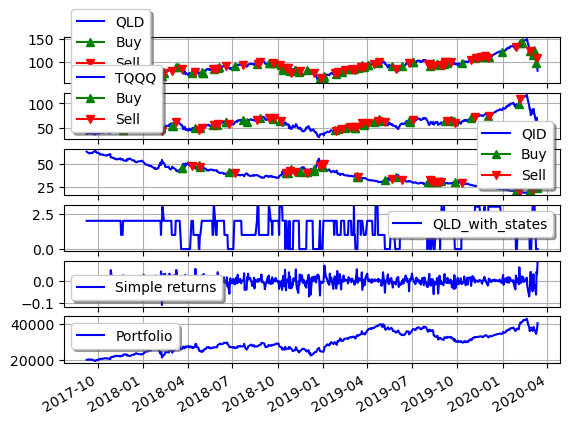 QLD
Buy
Sell
150
100
TQQQ
Buy
Sell
100
50
QID
Buy
Sell
50
25
QLD_with_states
2.5
0.0
Simple returns
0.0
−0.1
Portfolio
40000
20000
2017-10
2018-01
2018-04
2018-07
2018-10
2019-01
2019-04
2019-07
2019-10
2020-01
2020-04